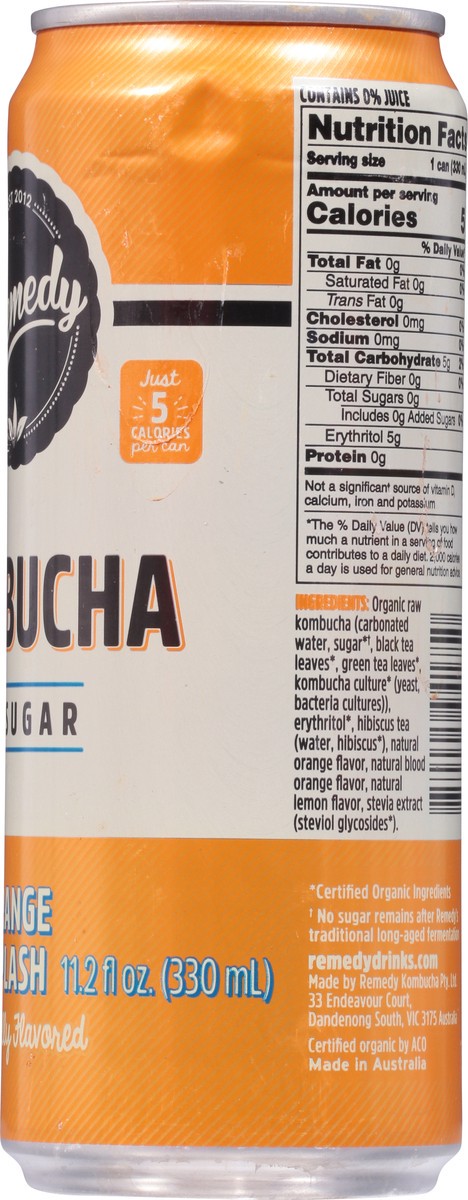 EST 2012
medy
Just
5
CALORIES
per can
BUCHA
SUGAR
ANGE
LASH 11.2 fl oz. (330 mL)
ly Flavored
CONTAINS 0% JUICE
Nutrition Facts
Serving size 1 can (330 mL
Amount per serving
Calories 5
% Daily Value
Total Fat 0g
Saturated Fat 0g
Trans Fat 0g
Cholesterol 0mg
Sodium 0mg
Total Carbohydrate 5g 2%
Dietary Fiber 0g
Total Sugars 0g
Includes 0g Added Sugars 0%
Erythritol 5g
Protein 0g
Not a significant source of vitamin D,
calcium, iron and potassium
*The % Daily Value (DV) tells you how
much a nutrient in a serving of food
contributes to a daily diet. 2,000 calories
a day is used for general nutrition advice
INGREDIENTS: Organic raw
kombucha (carbonated
water, sugar*†, black tea
leaves*, green tea leaves*,
kombucha culture* (yeast,
bacteria cultures)),
erythritol*, hibiscus tea
(water, hibiscus*), natural
orange flavor, natural blood
orange flavor, natural
lemon flavor, stevia extract
(steviol glycosides*).
*Certified Organic Ingredients
† No sugar remains after Remedy's
traditional long-aged fermentation
remedydrinks.com
Made by Remedy Kombucha Pty. Ltd.
33 Endeavour Court,
Dandenong South, VIC 3175 Australia
Certified organic by ACO
Made in Australia